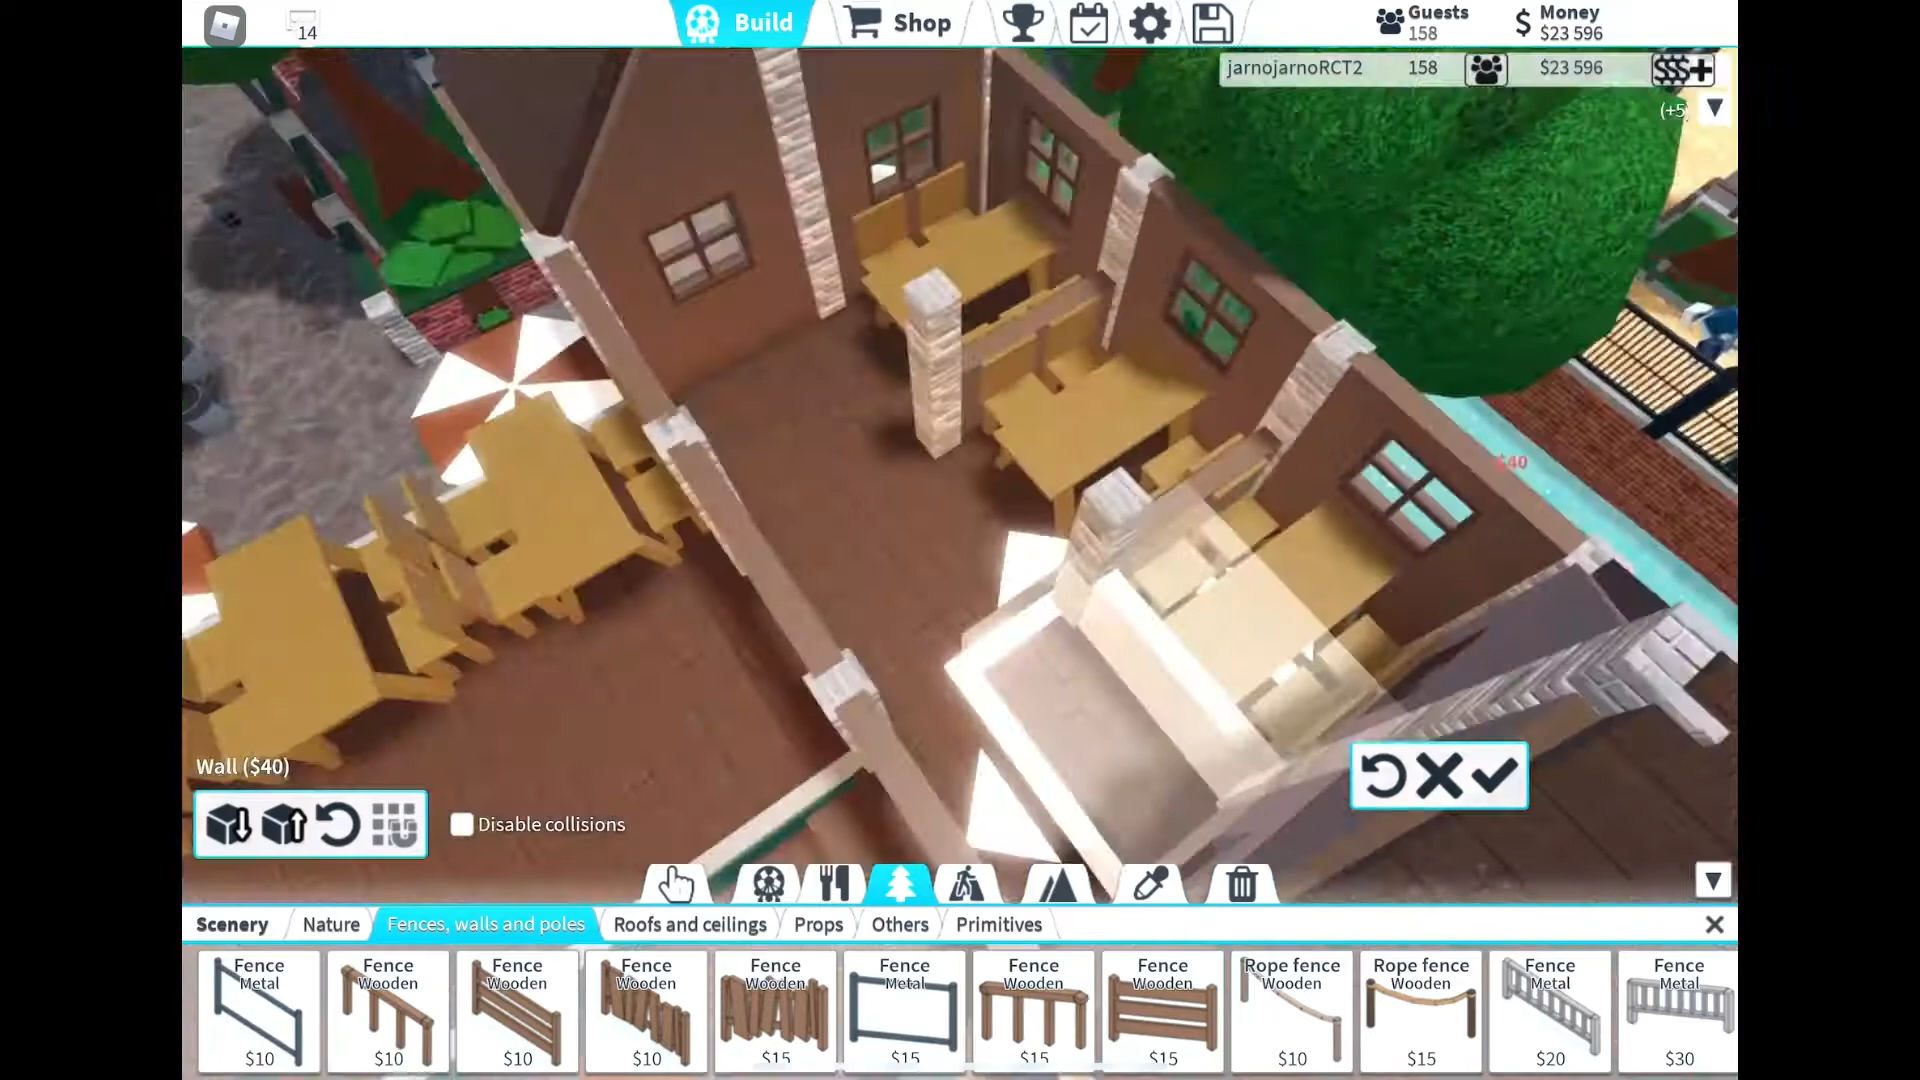 14
Build
Shop
Guests
158
Money
$23 596
jarnojarnoRCT2 158 $23 596
$$$+
(+5)
$40
Wall ($40)
Disable collisions
Scenery Nature Fences, walls and poles Roofs and ceilings Props Others Primitives
Fence
Metal
$10
Fence
Wooden
$10
Fence
Wooden
$10
Fence
Wooden
$10
Fence
Wooden
$15
Fence
Metal
$15
Fence
Wooden
$15
Fence
Wooden
$15
Rope fence
Wooden
$10
Rope fence
Wooden
$15
Fence
Metal
$20
Fence
Metal
$30